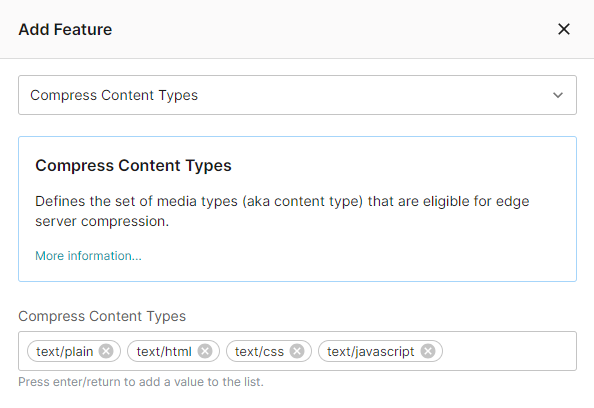 Add Feature
Compress Content Types
Compress Content Types
Defines the set of media types (aka content type) that are eligible for edge
server compression.
More information...
Compress Content Types
text/plain text/html text/css text/javascript
Press enter/return to add a value to the list.